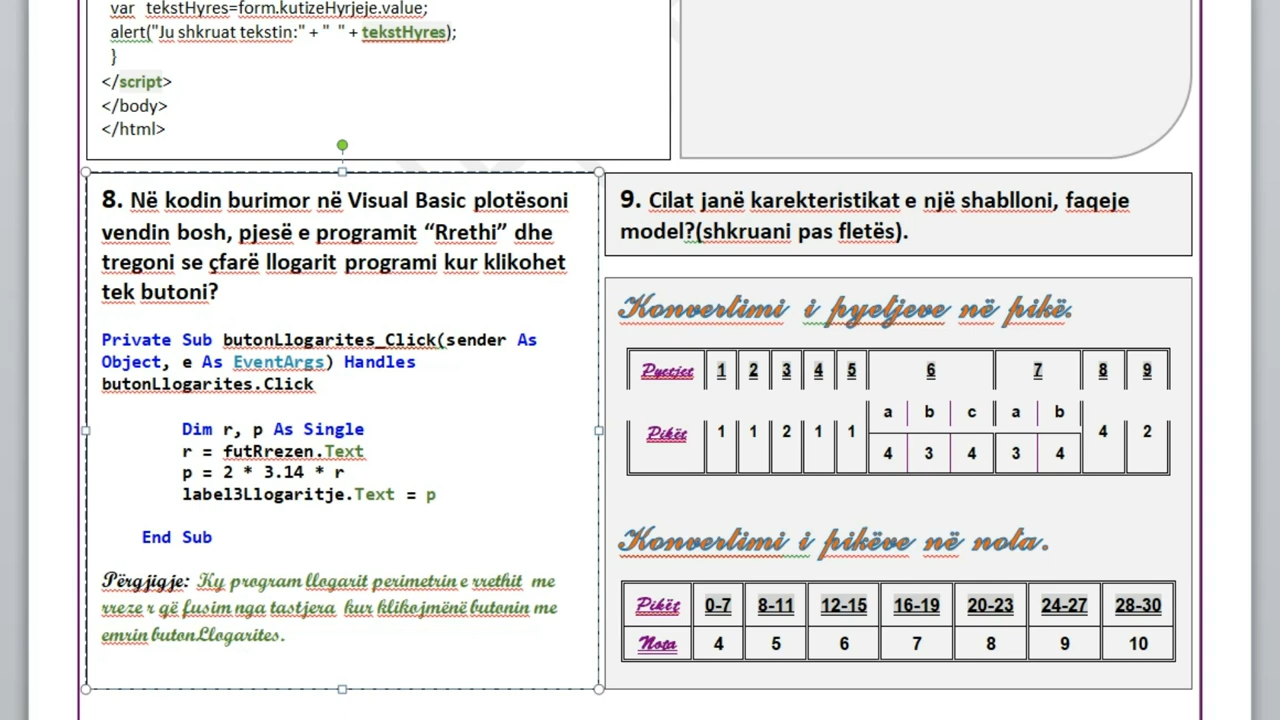 var tekstHyres=form.kutizeHyrjeje.value;
alert("Ju shkruat tekstin:" + " " + tekstHyres);
}
</script>
</body>
</html>
8. Në kodin burimor në Visual Basic plotësoni
vendin bosh, pjesë e programit “Rrethi” dhe
tregoni se çfarë llogarit programi kur klikohet
tek butoni?
Private Sub butonLlogarites_Click(sender As
Object, e As EventArgs) Handles
butonLlogarites.Click
Dim r, p As Single
r = futRrezen.Text
p = 2 * 3.14 * r
label3Llogaritje.Text = p
End Sub
Përgjigje: Ky program llogarit perimetrin e rrethit me
rreze r që fusim nga tastjera kur klikojmënë butonin me
emrin butonLlogarites.
9. Cilat janë karekteristikat e një shablloni, faqeje
model?(shkruani pas fletës).
Konvertimi i pyetjeve në pikë.
Pyetjet 1 2 3 4 5 6 7 8 9
a b c a b
Pikët 1 1 2 1 1 4 2
4 3 4 3 4
Konvertimi i pikëve në nota.
Pikët 0-7 8-11 12-15 16-19 20-23 24-27 28-30
Nota 4 5 6 7 8 9 10